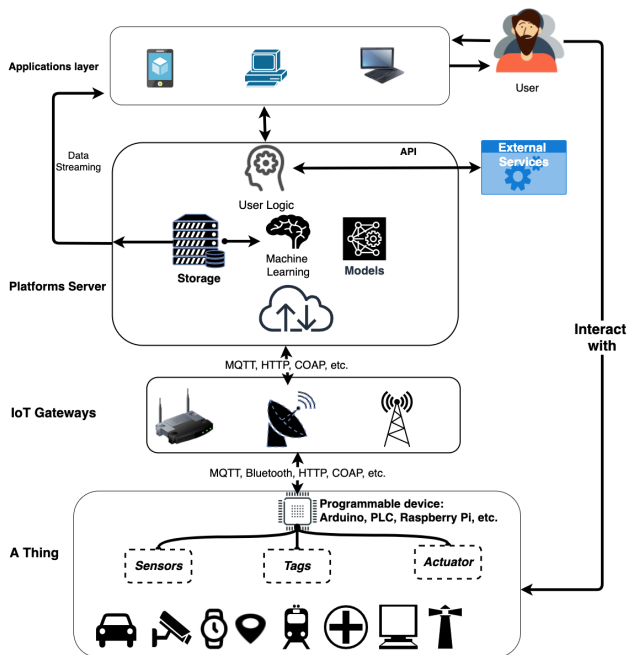 Applications layer
User
Data
Streaming
API
External
Services
User Logic
Machine
Learning
Storage
Models
Platforms Server
Interact
with
MQTT, HTTP, COAP, etc.
IoT Gateways
MQTT, Bluetooth, HTTP, COAP, etc.
Programmable device:
Arduino, PLC, Raspberry Pi, etc.
A Thing
Sensors
Tags
Actuator